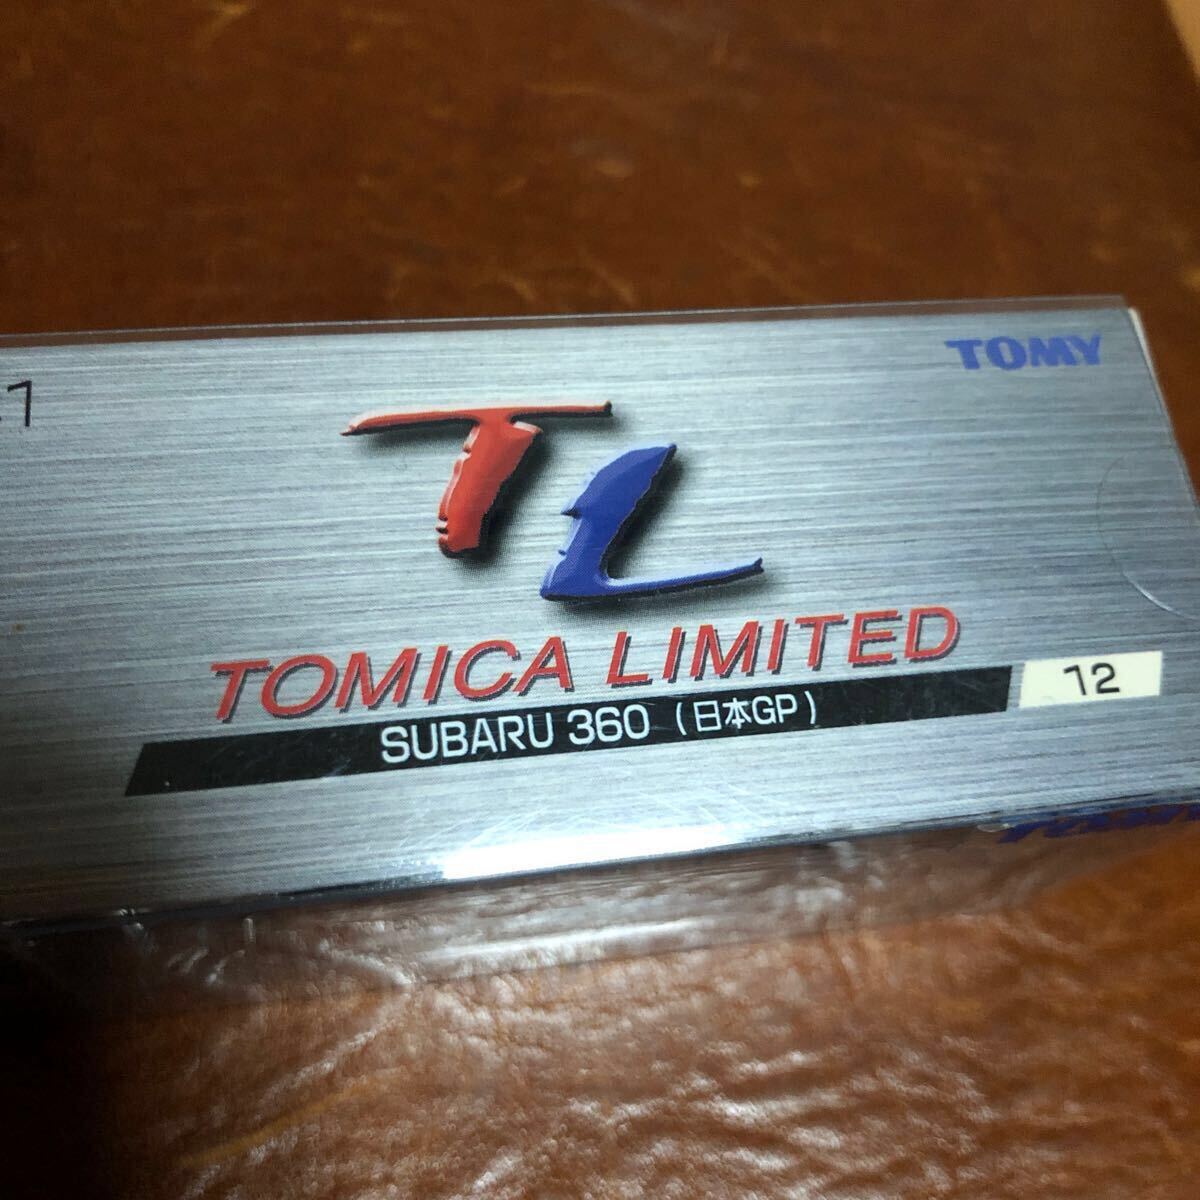 TOMY
TL
TOMICA LIMITED
SUBARU 360 (日本GP)
12